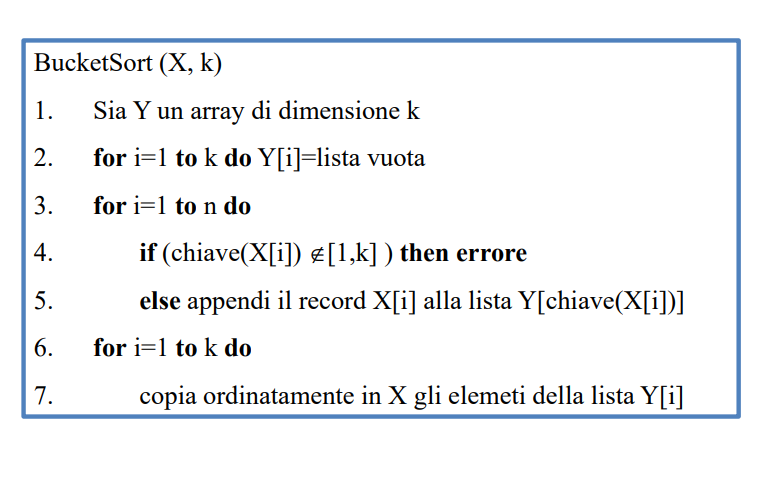 BucketSort (X, k)
1. Sia Y un array di dimensione k
2. for i=1 to k do Y[i]=lista vuota
3. for i=1 to n do
4. if (chiave(X[i]) ∉[1,k] ) then errore
5. else appendi il record X[i] alla lista Y[chiave(X[i])]
6. for i=1 to k do
7. copia ordinatamente in X gli elemeti della lista Y[i]